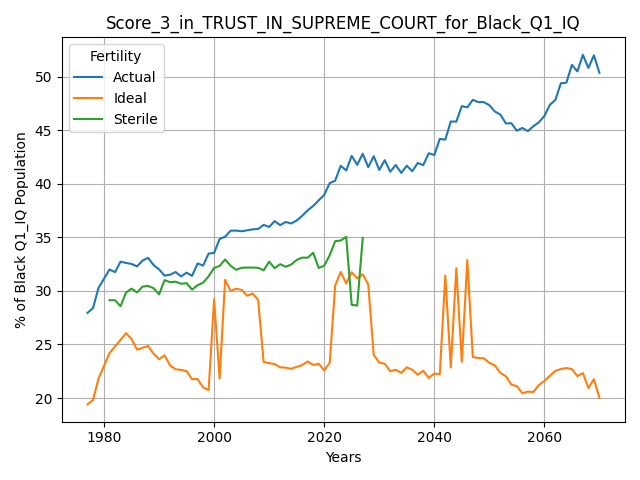 Score_3_in_TRUST_IN_SUPREME_COURT_for_Black_Q1_IQ
Fertility
Actual
Ideal
Sterile
% of Black Q1_IQ Population
50
45
40
35
30
25
20
1980
2000
2020
2040
2060
Years